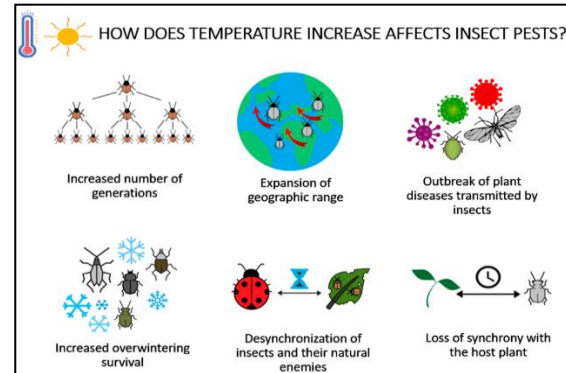 HOW DOES TEMPERATURE INCREASE AFFECTS INSECT PESTS?
Increased number of
generations
Expansion of
geographic range
Outbreak of plant
diseases transmitted by
insects
Increased overwintering
survival
Desynchronization of
insects and their natural
enemies
Loss of synchrony with
the host plant